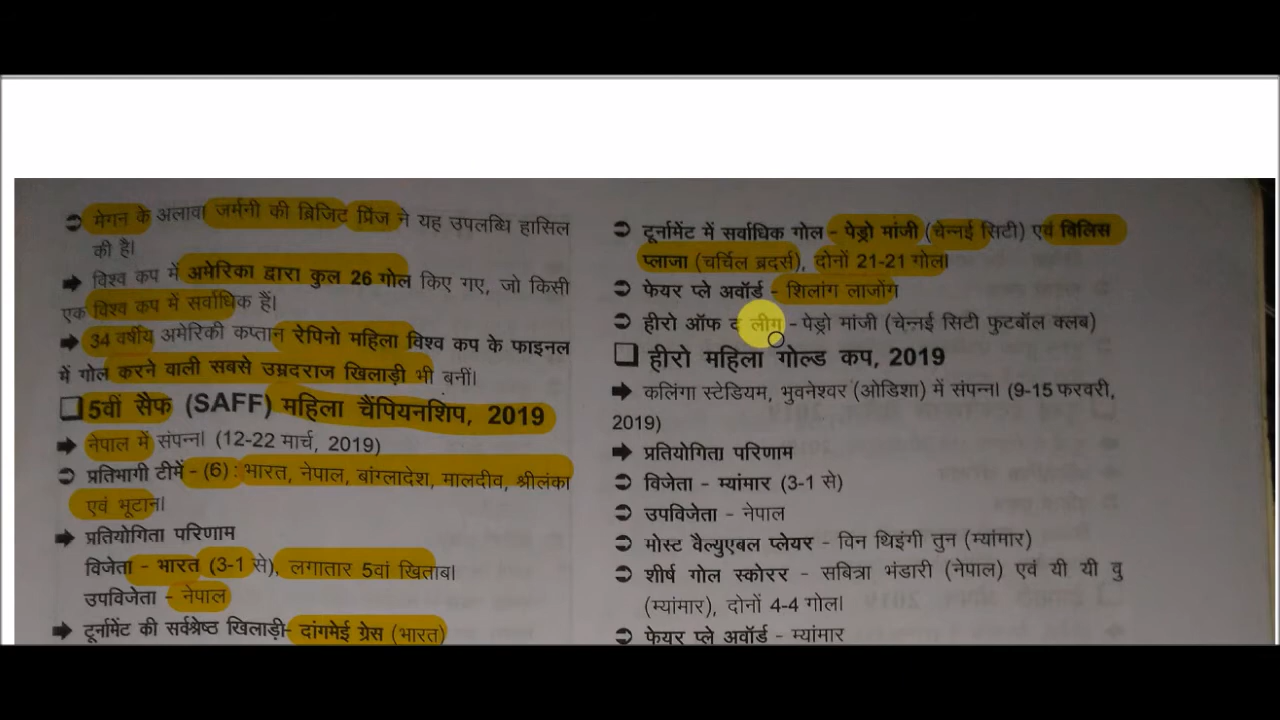 ➲ मेगन के अलावा जर्मनी की ब्रिजिट प्रिंज ने यह उपलब्धि हासिल
की है।
➡ विश्व कप में अमेरिका द्वारा कुल 26 गोल किए गए, जो किसी
एक विश्व कप में सर्वाधिक हैं।
➡ 34 वर्षीय अमेरिकी कप्तान रेपिनो महिला विश्व कप के फाइनल
में गोल करने वाली सबसे उम्रदराज खिलाड़ी भी बनीं।
❑ 5वीं सैफ (SAFF) महिला चैंपियनशिप, 2019
➡ नेपाल में संपन्न। (12-22 मार्च, 2019)
➲ प्रतिभागी टीमें - (6) : भारत, नेपाल, बांग्लादेश, मालदीव, श्रीलंका
एवं भूटान।
➡ प्रतियोगिता परिणाम
विजेता - भारत (3-1 से), लगातार 5वां खिताब।
उपविजेता - नेपाल
➡ टूर्नामेंट की सर्वश्रेष्ठ खिलाड़ी- दांगमेई ग्रेस (भारत)
➲ टूर्नामेंट में सर्वाधिक गोल - पेड्रो मांजी (चेन्नई सिटी) एवं विलिस
प्लाजा (चर्चिल ब्रदर्स), दोनों 21-21 गोल।
➲ फेयर प्ले अवॉर्ड - शिलांग लाजोंग
➲ हीरो ऑफ द लीग - पेड्रो मांजी (चेन्नई सिटी फुटबॉल क्लब)
❑ हीरो महिला गोल्ड कप, 2019
➡ कलिंगा स्टेडियम, भुवनेश्वर (ओडिशा) में संपन्न। (9-15 फरवरी,
2019)
➡ प्रतियोगिता परिणाम
➲ विजेता - म्यांमार (3-1 से)
➲ उपविजेता - नेपाल
➲ मोस्ट वैल्युएबल प्लेयर - विन थिइंगी तुन (म्यांमार)
➲ शीर्ष गोल स्कोरर - सबित्रा भंडारी (नेपाल) एवं यी यी वु
(म्यांमार), दोनों 4-4 गोल।
➲ फेयर प्ले अवॉर्ड - म्यांमार